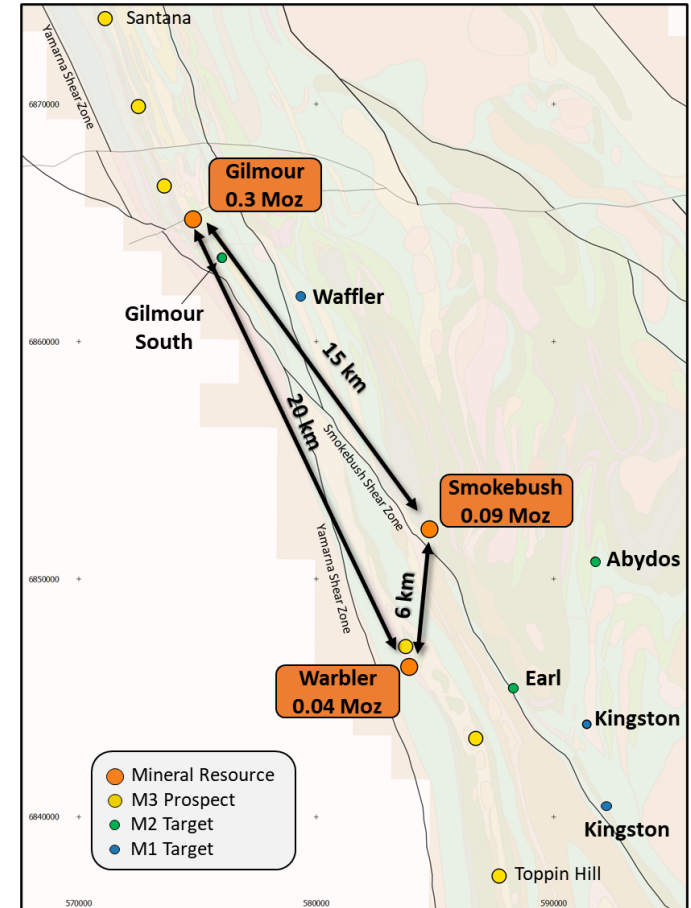 Santana
Yamarna Shear Zone
6870000
Gilmour
0.3 Moz
Waffler
Gilmour
South
6860000
15 km
20 km
Smokebush Shear Zone
Smokebush
0.09 Moz
Yamarna Shear Zone
Abydos
6850000
6 km
Warbler
0.04 Moz
Earl
Kingston
Mineral Resource
M3 Prospect
M2 Target
M1 Target
6840000
Kingston
Toppin Hill
570000
580000
590000